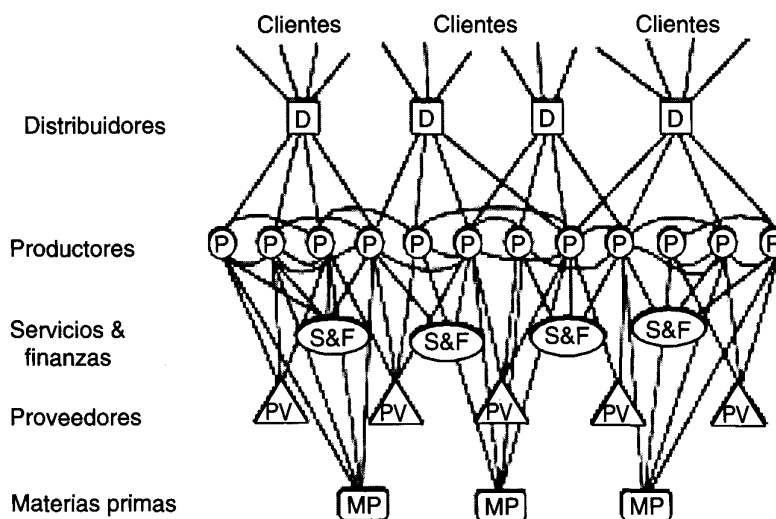 Clientes Clientes Clientes
Distribuidores D D D D
Productores P P P P P P P P P P P P
Servicios &
finanzas S&F S&F S&F S&F
Proveedores PV PV PV PV PV
Materias primas MP MP MP